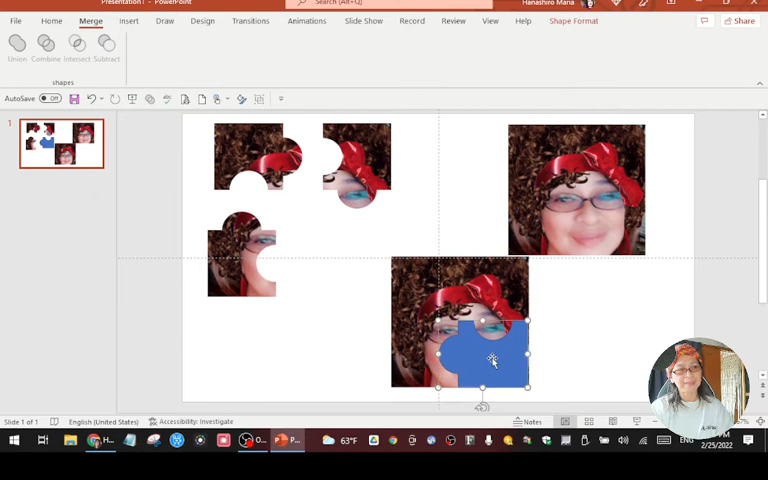 Presentation1 - PowerPoint
Search (Alt+Q)
Hanashiro Maria
File Home Merge Insert Draw Design Transitions Animations Slide Show Record Review View Help Shape Format
Share
Union Combine Intersect Subtract
shapes
AutoSave Off
1
Slide 1 of 1 English (United States) Accessibility: Investigate Notes
H... O... P... 63°F ENG
2/25/2022